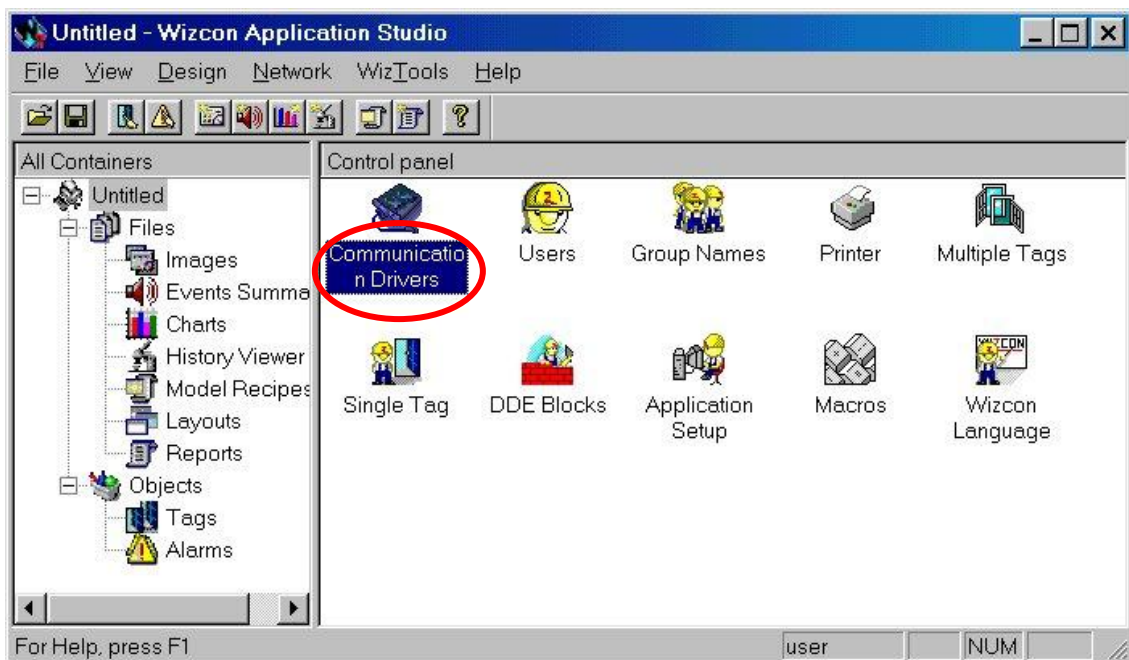 Untitled - Wizcon Application Studio
File View Design Network WizTools Help
All Containers
Control panel
Untitled
Files
Images
Events Summa
Charts
History Viewer
Model Recipes
Layouts
Reports
Objects
Tags
Alarms
Communicatio
n Drivers
Users
Group Names
Printer
Multiple Tags
Single Tag
DDE Blocks
Application
Setup
Macros
WIZCON
Wizcon
Language
For Help, press F1
user
NUM